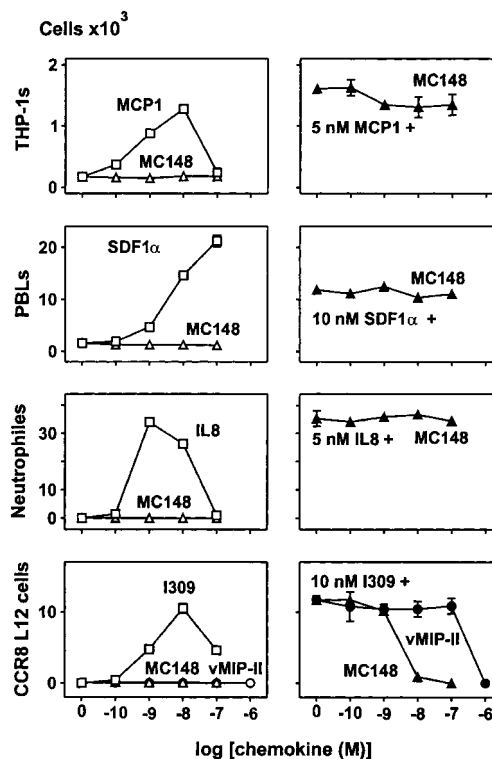 Cells x10³
THP-1s
2
1
0
MCP1
MC148
MC148
5 nM MCP1 +
PBLs
20
10
0
SDF1α
MC148
MC148
10 nM SDF1α +
Neutrophiles
30
0
IL8
MC148
5 nM IL8 +
MC148
CCR8 L12 cells
10
0
I309
MC148
vMIP-II
10 nM I309 +
vMIP-II
MC148
0 -10 -9 -8 -7 -6
0 -10 -9 -8 -7 -6
log [chemokine (M)]